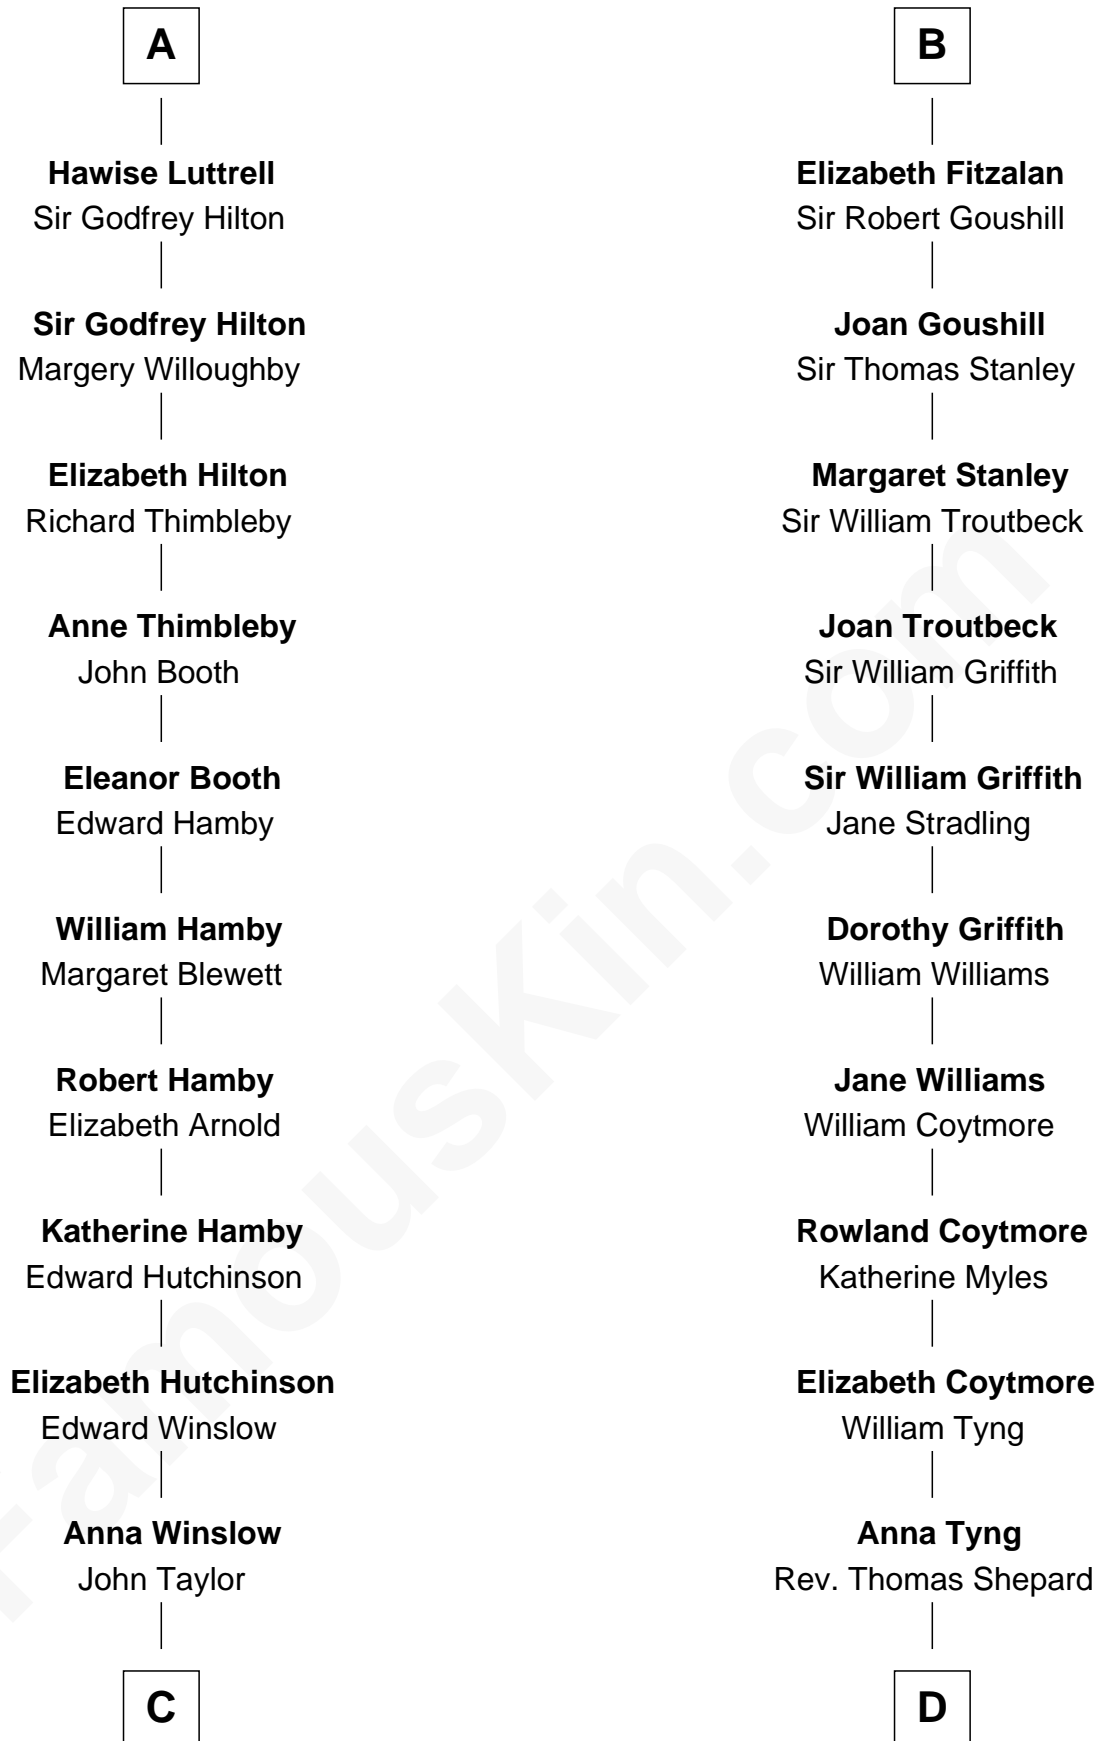 A
Hawise Luttrell
Sir Godfrey Hilton
Sir Godfrey Hilton
Margery Willoughby
Elizabeth Hilton
Richard Thimbleby
Anne Thimbleby
John Booth
Eleanor Booth
Edward Hamby
William Hamby
Margaret Blewett
Robert Hamby
Elizabeth Arnold
Katherine Hamby
Edward Hutchinson
Elizabeth Hutchinson
Edward Winslow
Anna Winslow
John Taylor
C
B
Elizabeth Fitzalan
Sir Robert Goushill
Joan Goushill
Sir Thomas Stanley
Margaret Stanley
Sir William Troutbeck
Joan Troutbeck
Sir William Griffith
Sir William Griffith
Jane Stradling
Dorothy Griffith
William Williams
Jane Williams
William Coytmore
Rowland Coytmore
Katherine Myles
Elizabeth Coytmore
William Tyng
Anna Tyng
Rev. Thomas Shepard
D
FamousKin.com